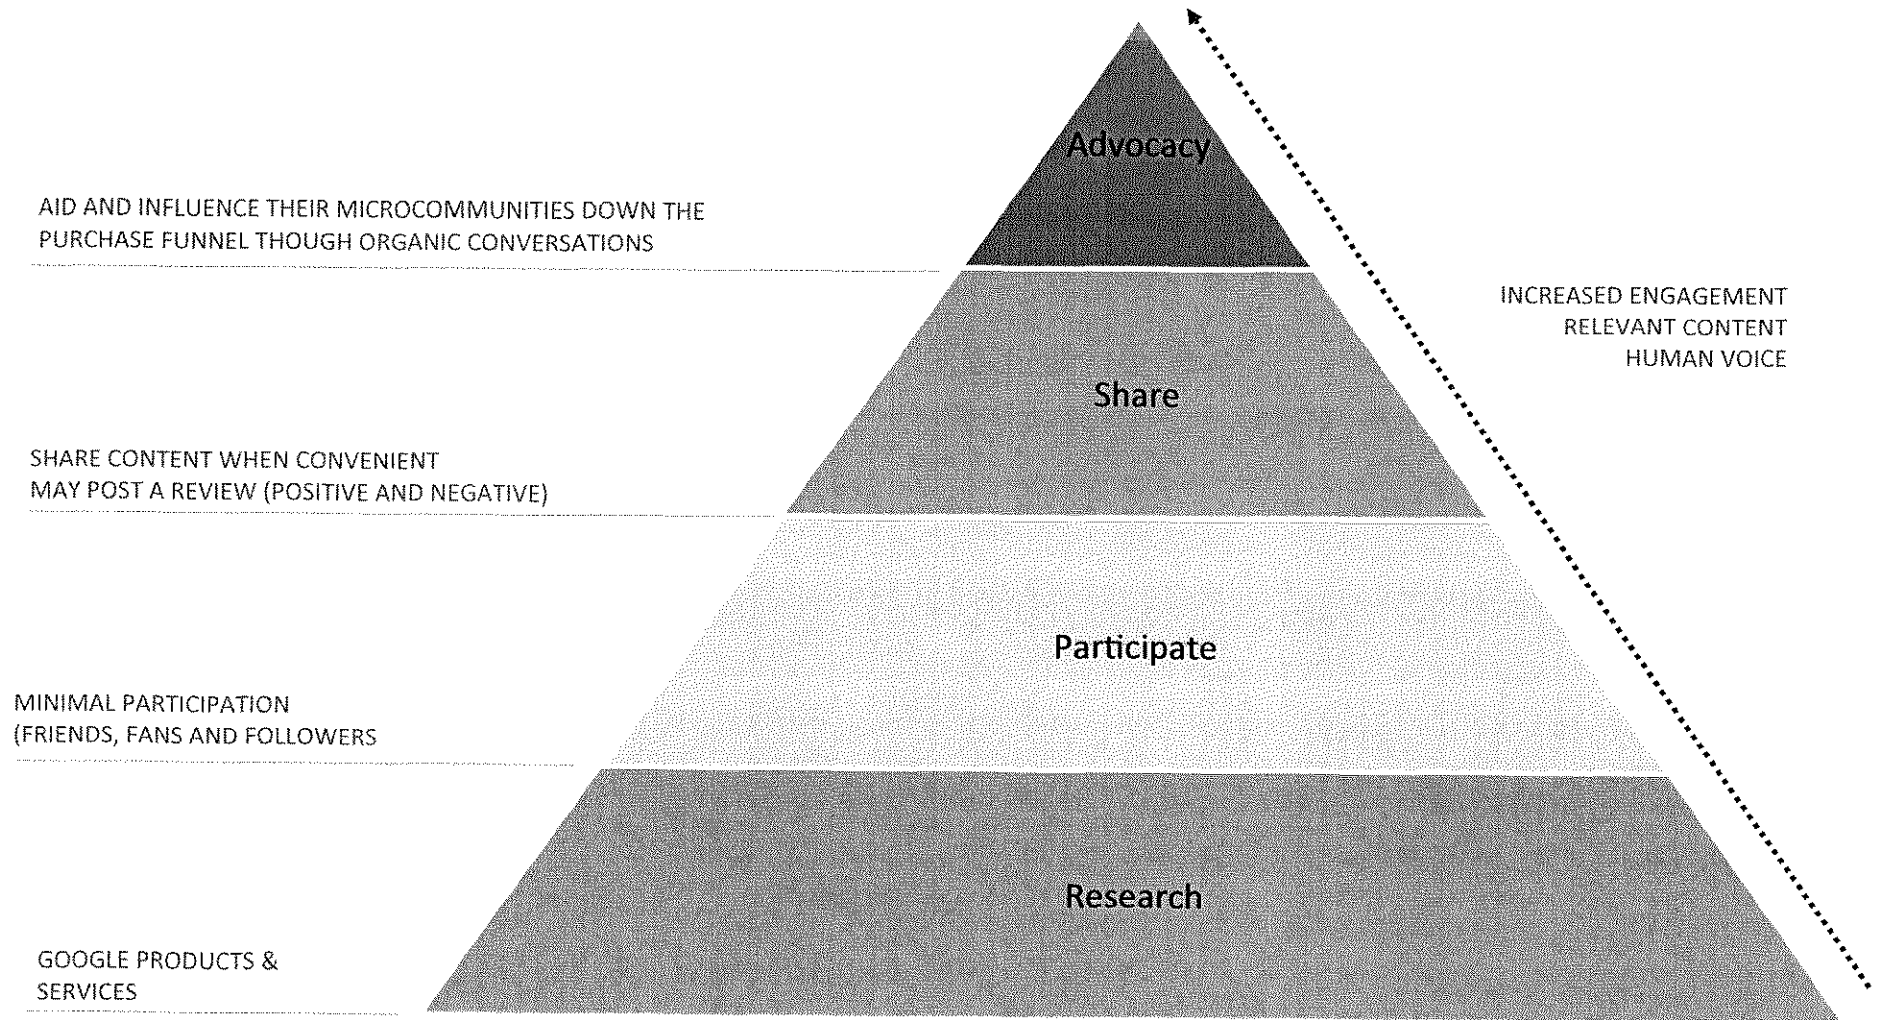 Advocacy
AID AND INFLUENCE THEIR MICROCOMMUNITIES DOWN THE
PURCHASE FUNNEL THOUGH ORGANIC CONVERSATIONS
INCREASED ENGAGEMENT
RELEVANT CONTENT
HUMAN VOICE
Share
SHARE CONTENT WHEN CONVENIENT
MAY POST A REVIEW (POSITIVE AND NEGATIVE)
Participate
MINIMAL PARTICIPATION
(FRIENDS, FANS AND FOLLOWERS
Research
GOOGLE PRODUCTS &
SERVICES